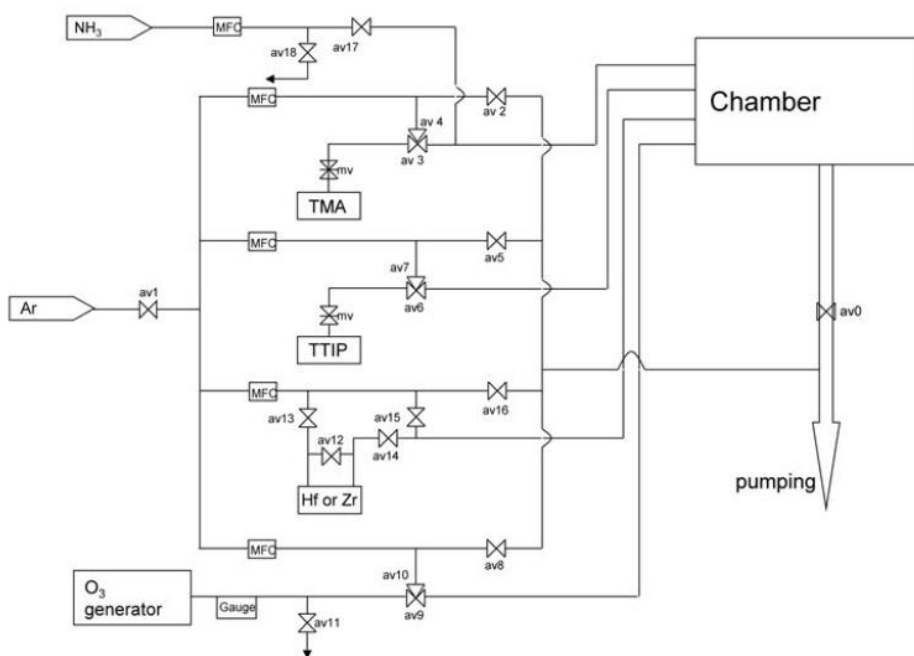 NH₃
MFC
av18
av17
MFC
av 2
av 4
av 3
mv
TMA
Chamber
MFC
av5
av7
av6
mv
TTIP
Ar
av1
av0
MFC
av13
av15
av16
av12
av14
Hf or Zr
pumping
MFC
av8
av10
av9
O₃
generator
Gauge
av11